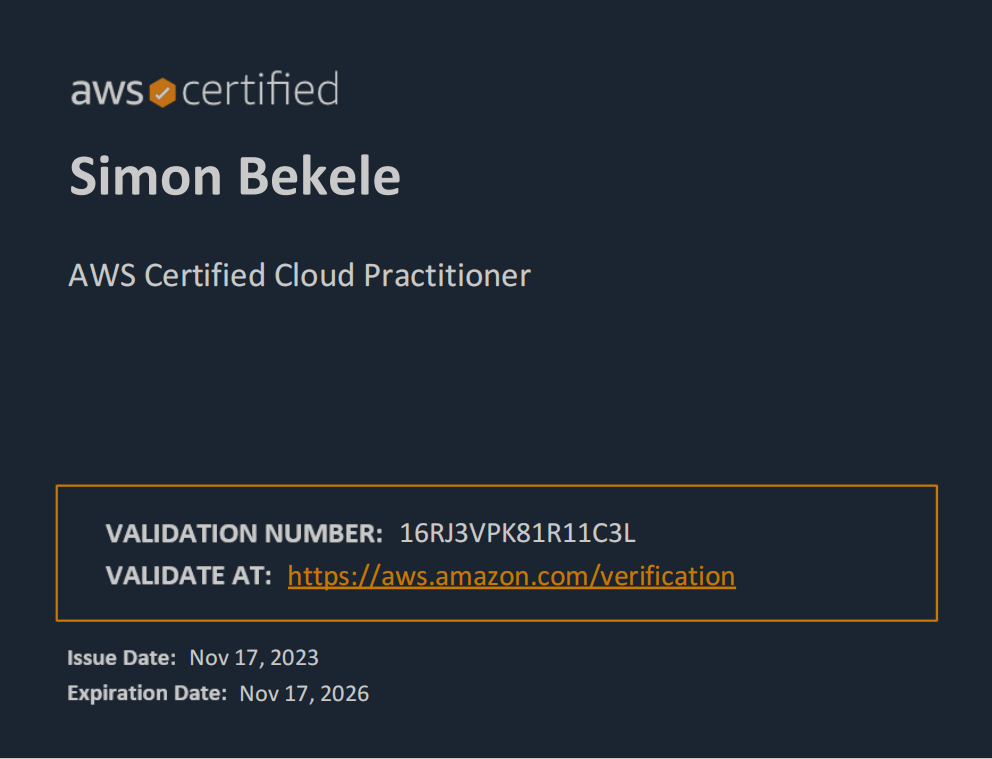 aws certified
Simon Bekele
AWS Certified Cloud Practitioner
VALIDATION NUMBER: 16RJ3VPK81R11C3L
VALIDATE AT: https://aws.amazon.com/verification
Issue Date: Nov 17, 2023
Expiration Date: Nov 17, 2026